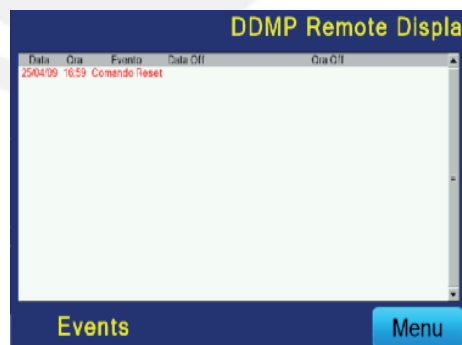 DDMP Remote Displa
Data Ora Evento Data Off Ora Off
25/04/09 16:59 Comando Reset
Events
Menu